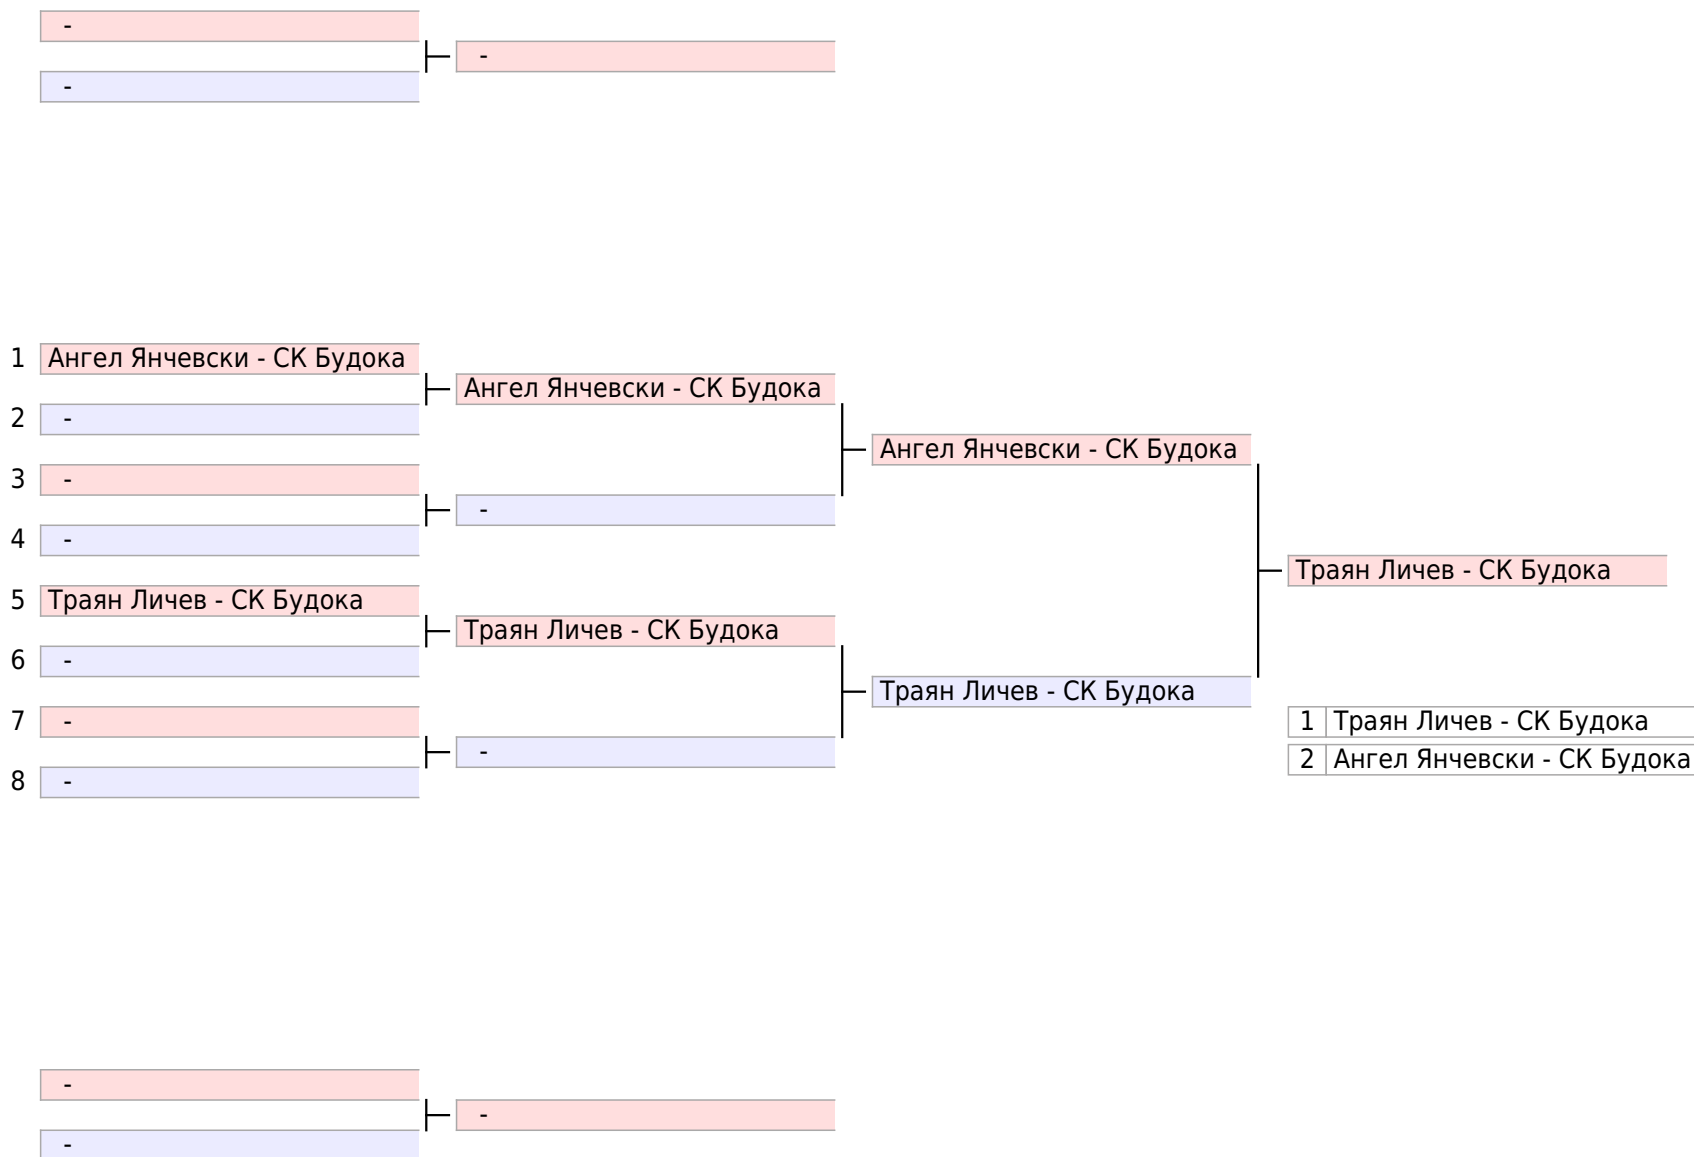 -
-
-
1 Ангел Янчевски - СК Будока
Ангел Янчевски - СК Будока
2 -
Ангел Янчевски - СК Будока
3 -
-
4 -
Траян Личев - СК Будока
5 Траян Личев - СК Будока
Траян Личев - СК Будока
6 -
Траян Личев - СК Будока
7 -
1 Траян Личев - СК Будока
-
2 Ангел Янчевски - СК Будока
8 -
-
-
-